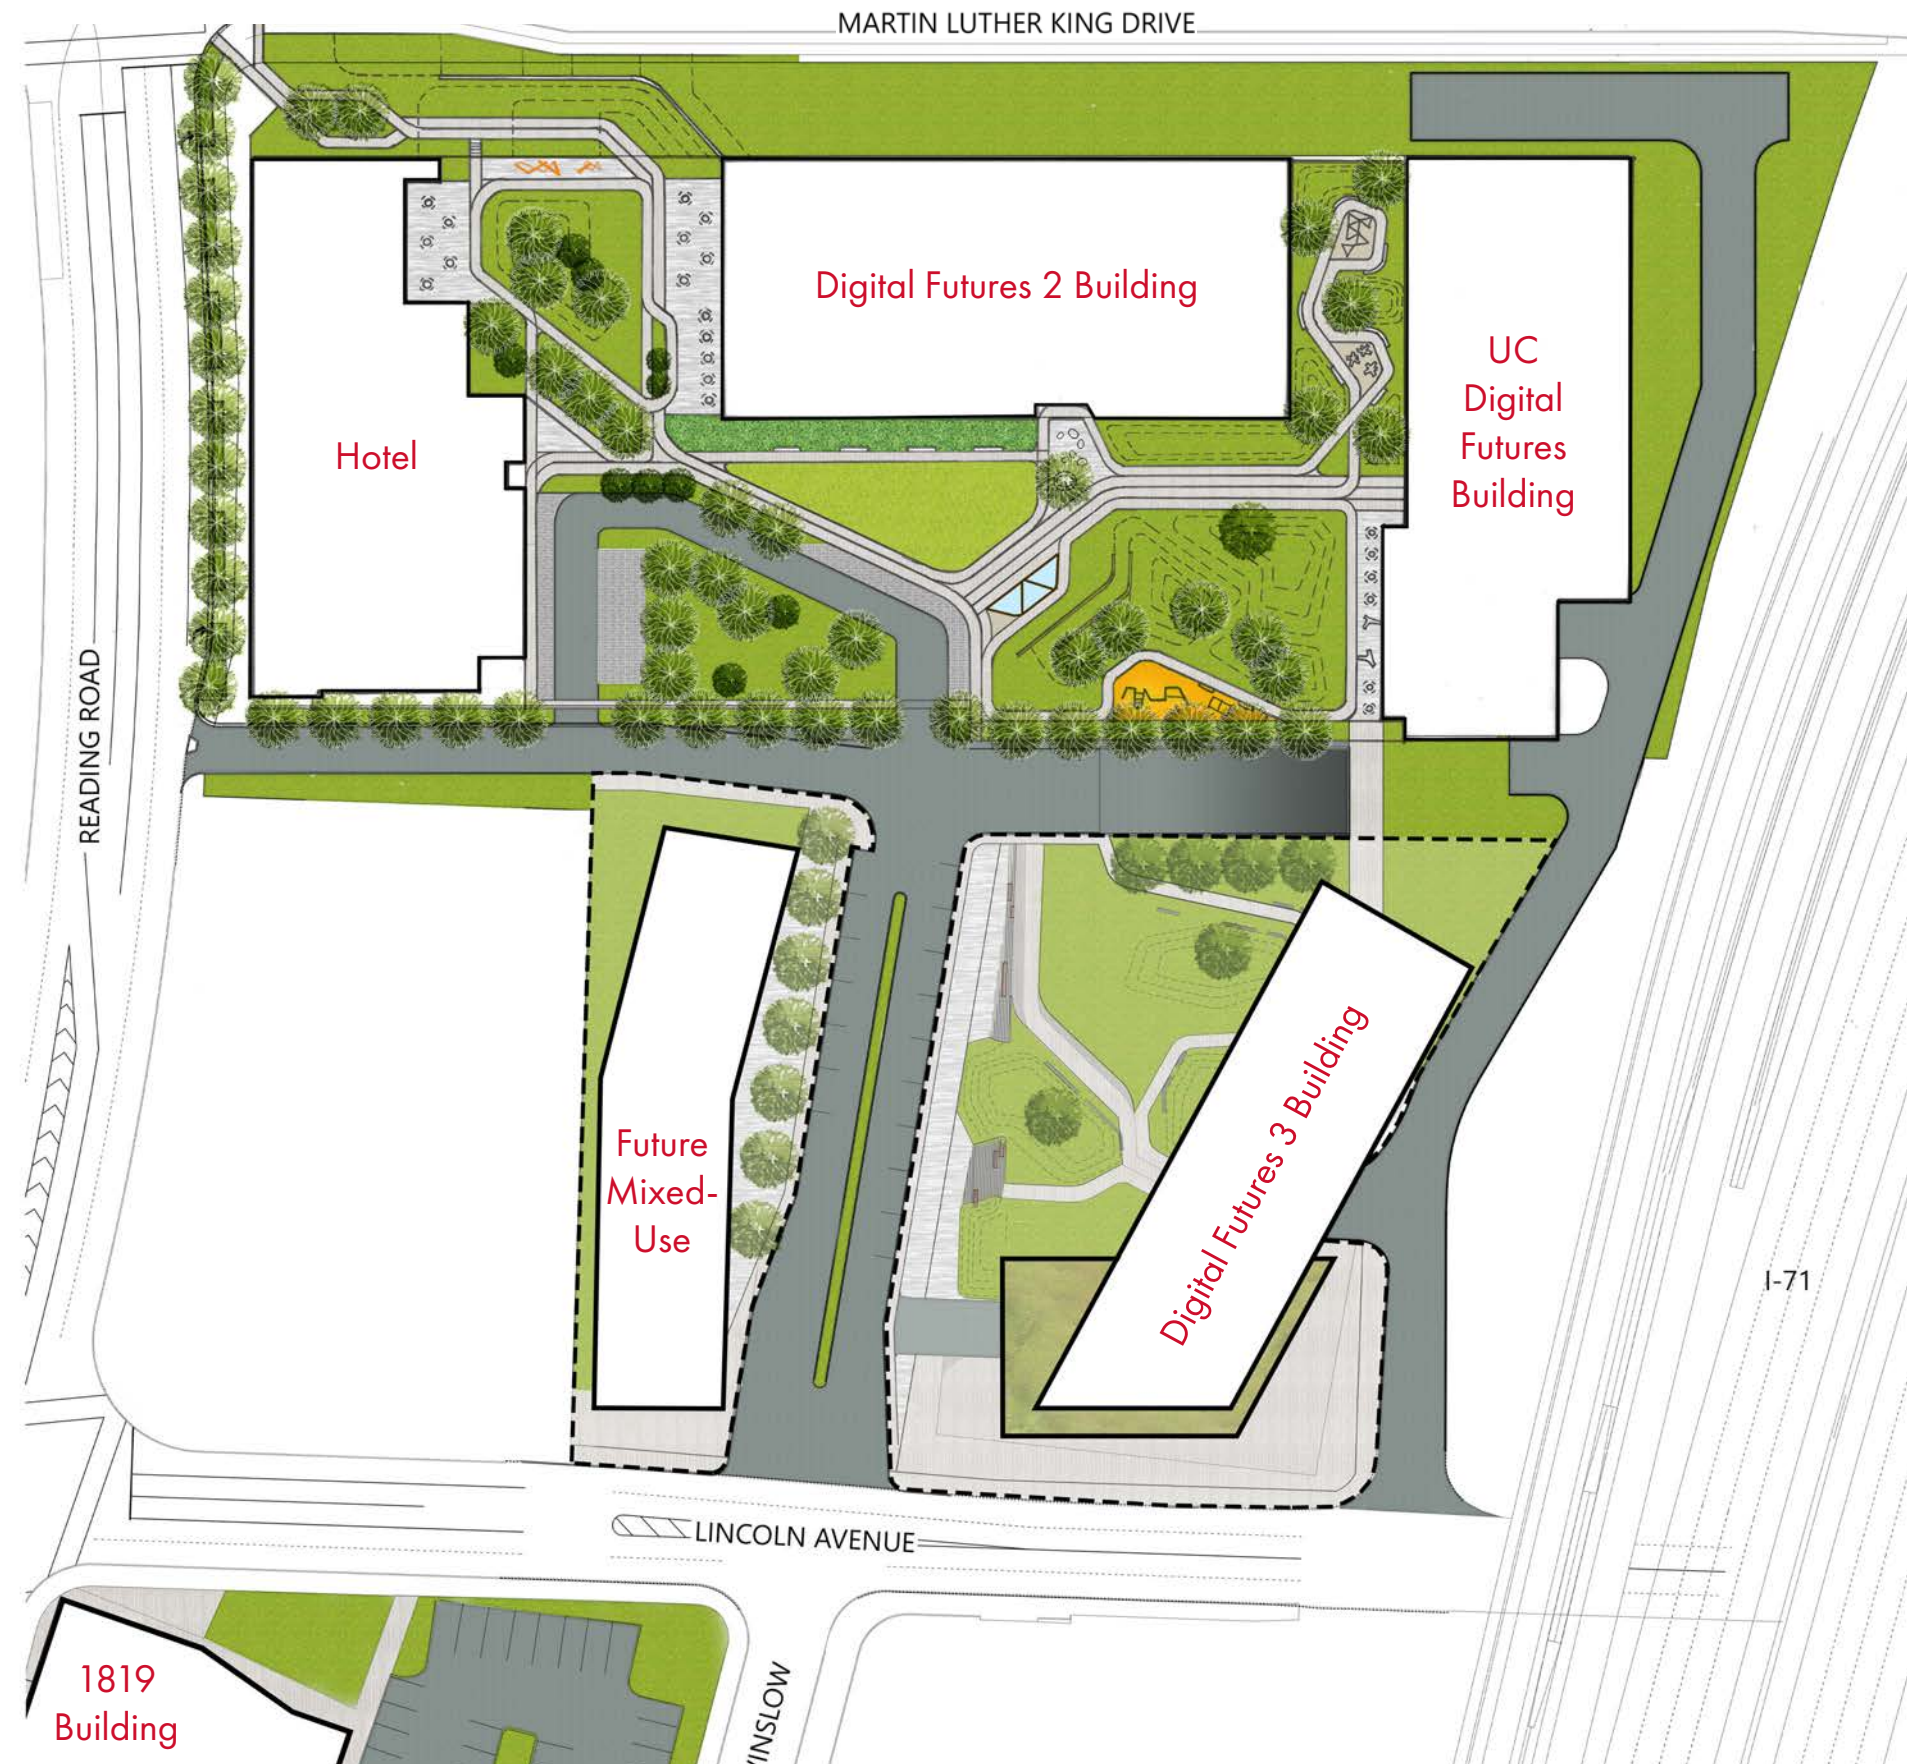 MARTIN LUTHER KING DRIVE
Digital Futures 2 Building
UC
Digital
Futures
Building
Hotel
READING ROAD
Future
Mixed-
Use
Digital Futures 3 Building
I-71
LINCOLN AVENUE
1819
Building